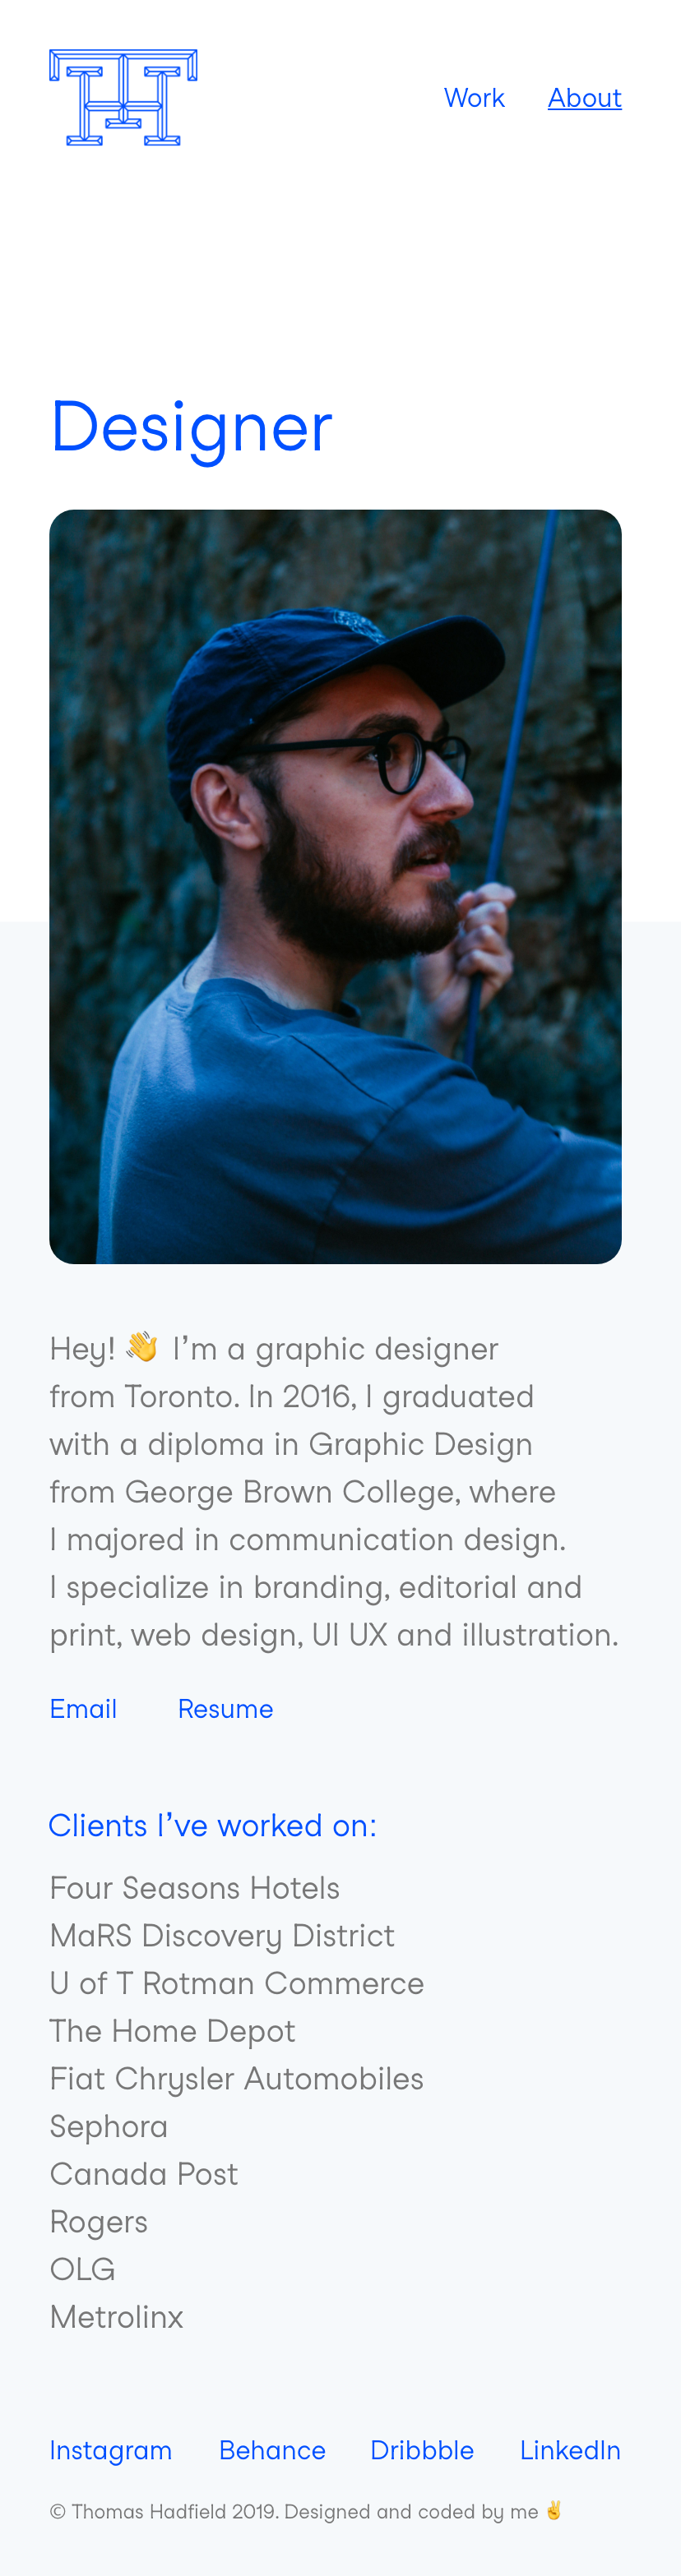 TH
Work About
Designer
Hey! 👋 I’m a graphic designer
from Toronto. In 2016, I graduated
with a diploma in Graphic Design
from George Brown College, where
I majored in communication design.
I specialize in branding, editorial and
print, web design, UI UX and illustration.
Email Resume
Clients I’ve worked on:
Four Seasons Hotels
MaRS Discovery District
U of T Rotman Commerce
The Home Depot
Fiat Chrysler Automobiles
Sephora
Canada Post
Rogers
OLG
Metrolinx
Instagram Behance Dribbble LinkedIn
© Thomas Hadfield 2019. Designed and coded by me ✌️